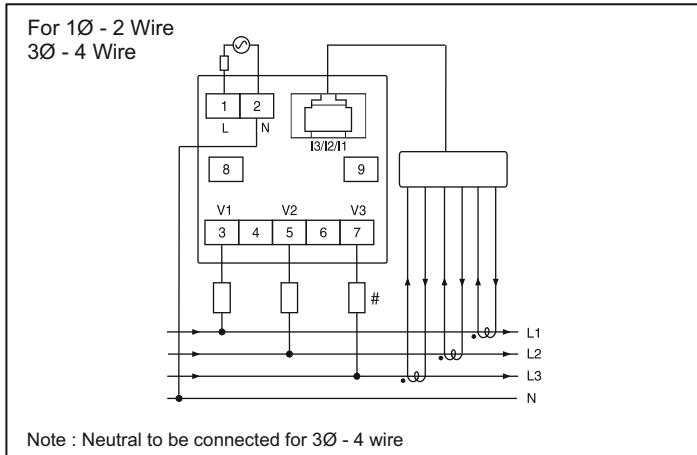 For 1Ø - 2 Wire
3Ø - 4 Wire
1 2
L N
I3/I2/I1
8 9
V1 V2 V3
3 4 5 6 7
#
L1
L2
L3
N
Note : Neutral to be connected for 3Ø - 4 wire